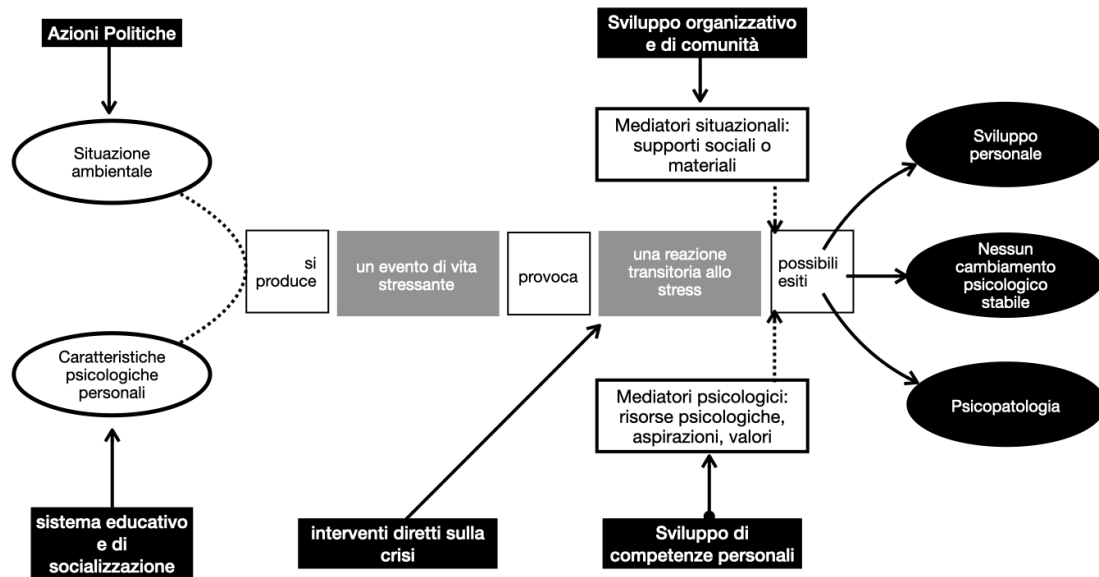 Azioni Politiche
Sviluppo organizzativo
e di comunità
Situazione
ambientale
Mediatori situazionali:
supporti sociali o
materiali
Sviluppo
personale
si
produce
un evento di vita
stressante
provoca
una reazione
transitoria allo
stress
possibili
esiti
Nessun
cambiamento
psicologico
stabile
Caratteristiche
psicologiche
personali
Mediatori psicologici:
risorse psicologiche,
aspirazioni, valori
Psicopatologia
sistema educativo
e di
socializzazione
interventi diretti sulla
crisi
Sviluppo di
competenze personali